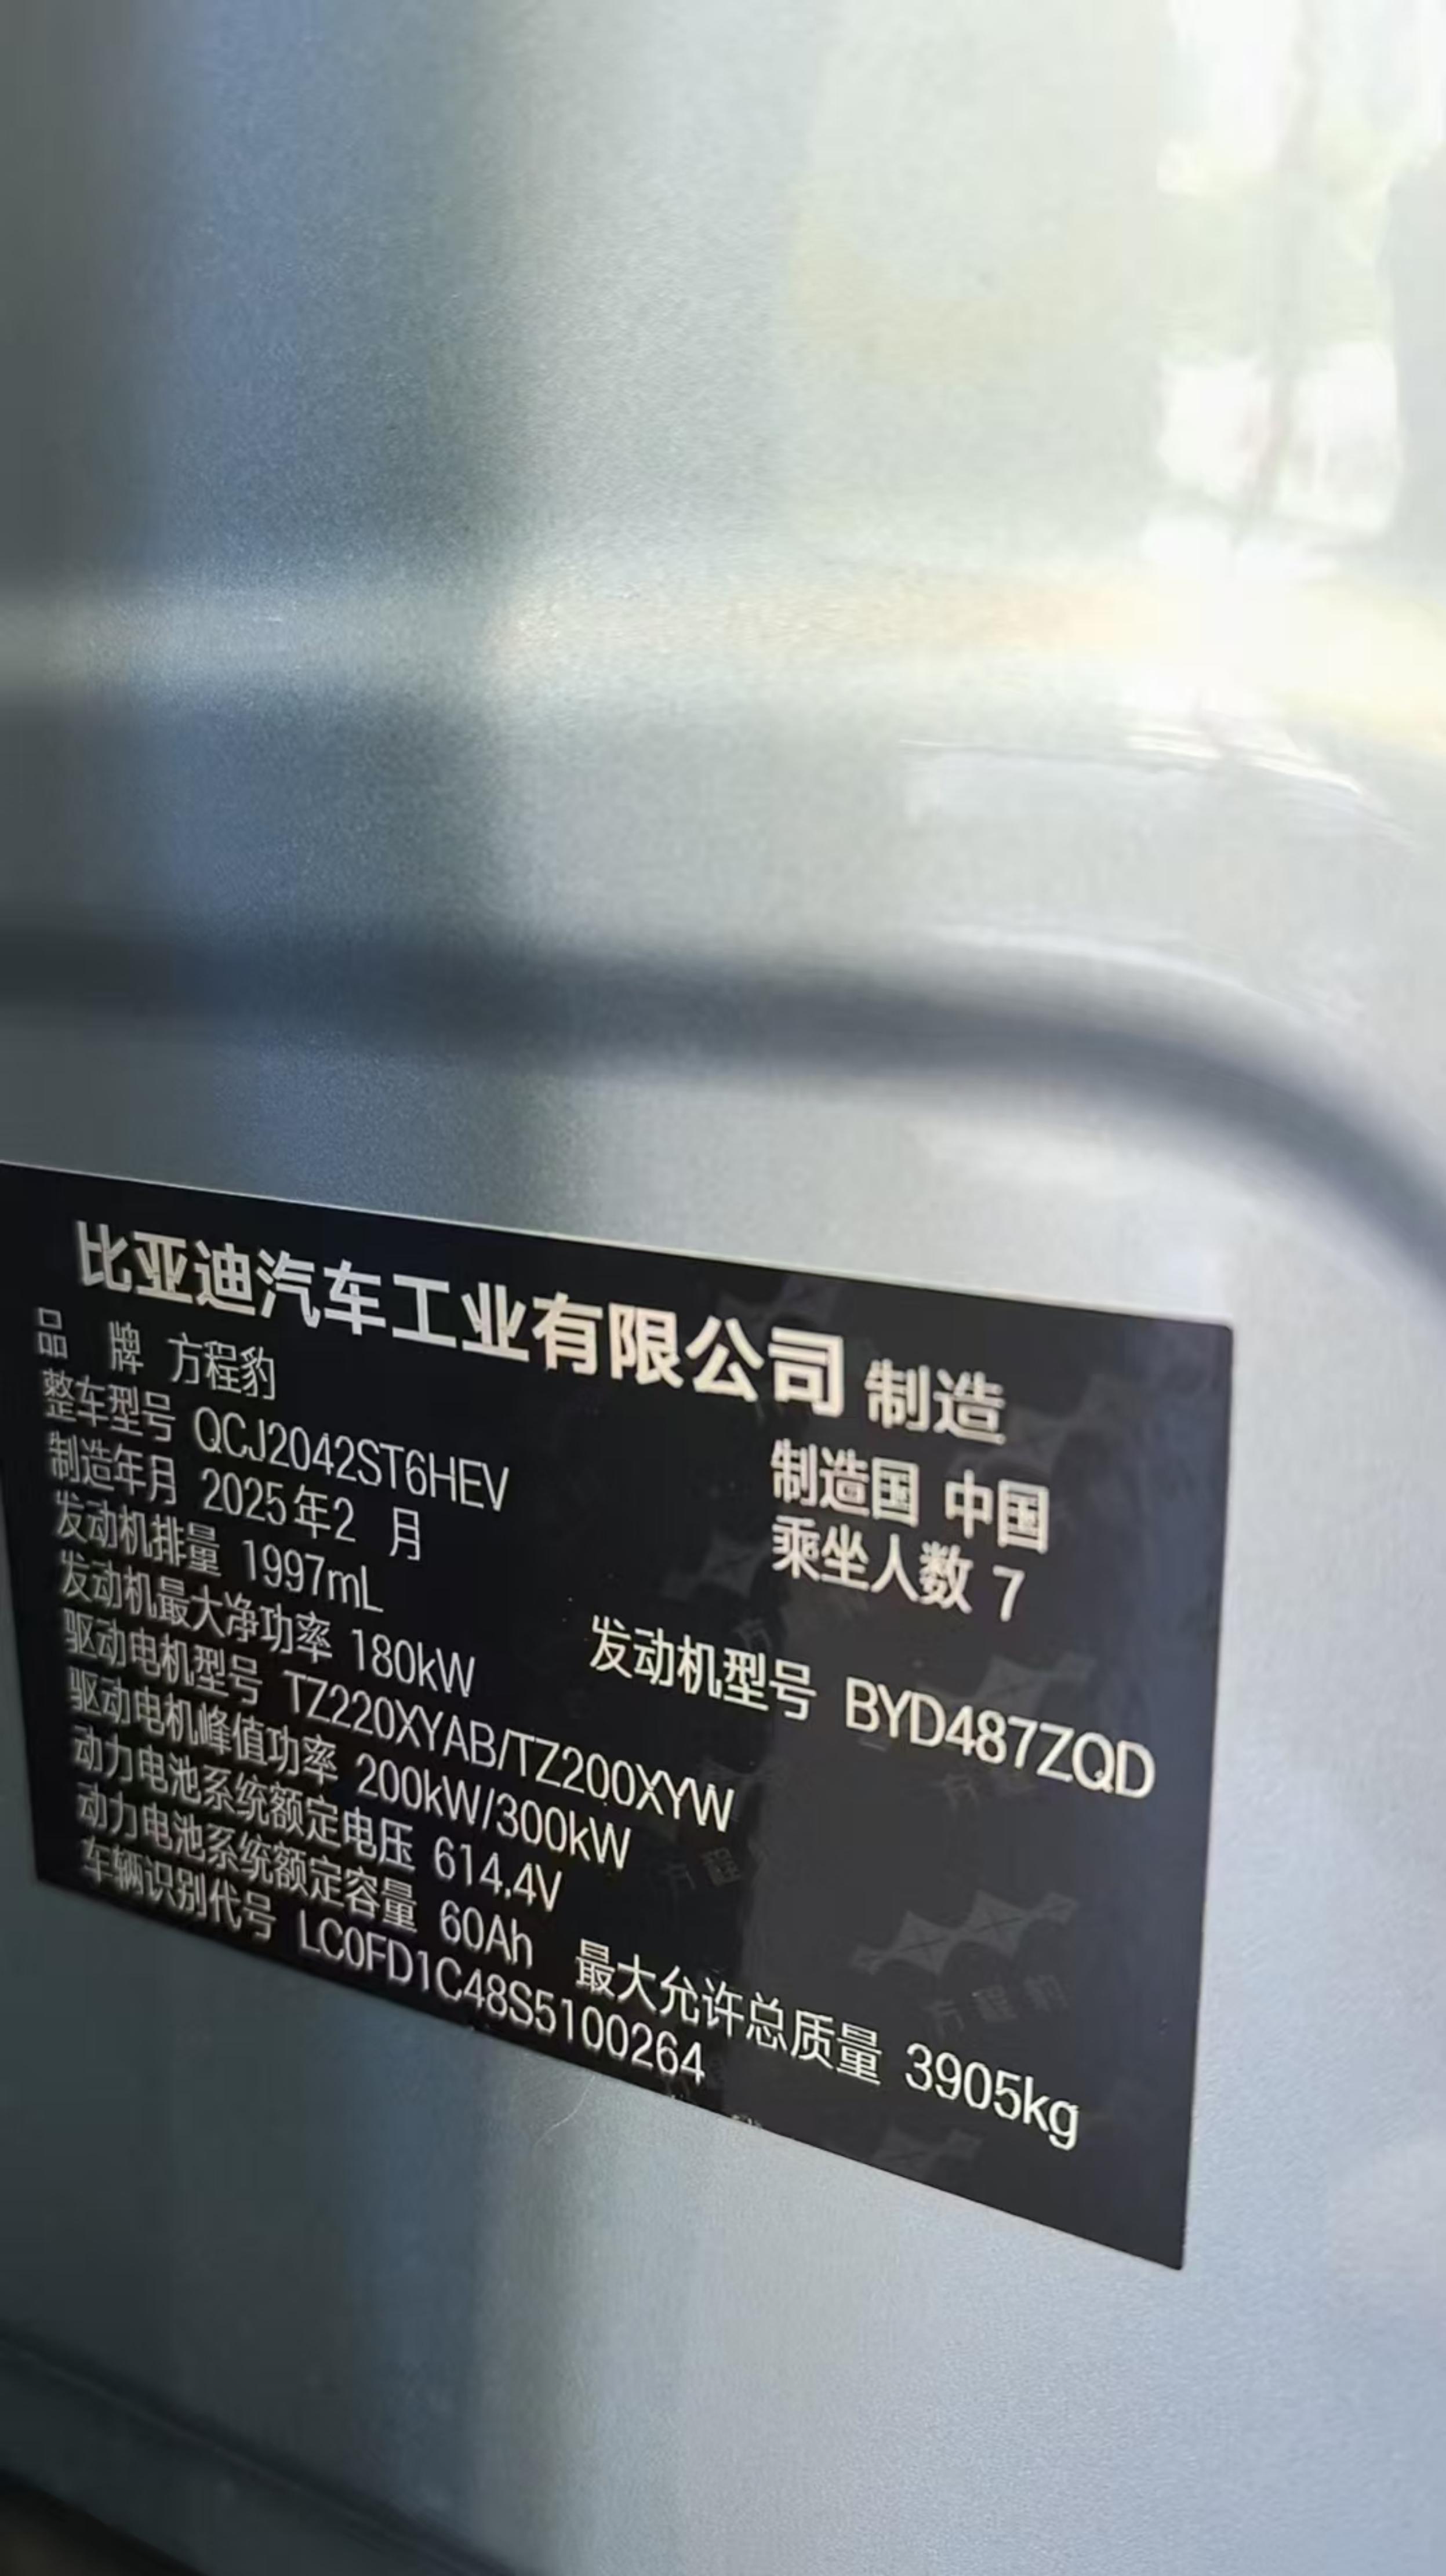 比亚迪汽车工业有限公司 制造
品 牌 方程豹
整车型号 QCJ2042ST6HEV 制造国 中国
制造年月 2025年2 月 乘坐人数 7
发动机排量 1997mL 发动机型号 BYD487ZQD
发动机最大净功率 180kW
驱动电机型号 TZ220XYAB/TZ200XYW
驱动电机峰值功率 200kW/300kW
动力电池系统额定电压 614.4V
动力电池系统额定容量 60Ah 最大允许总质量 3905kg
车辆识别代号 LC0FD1C48S5100264
方程豹